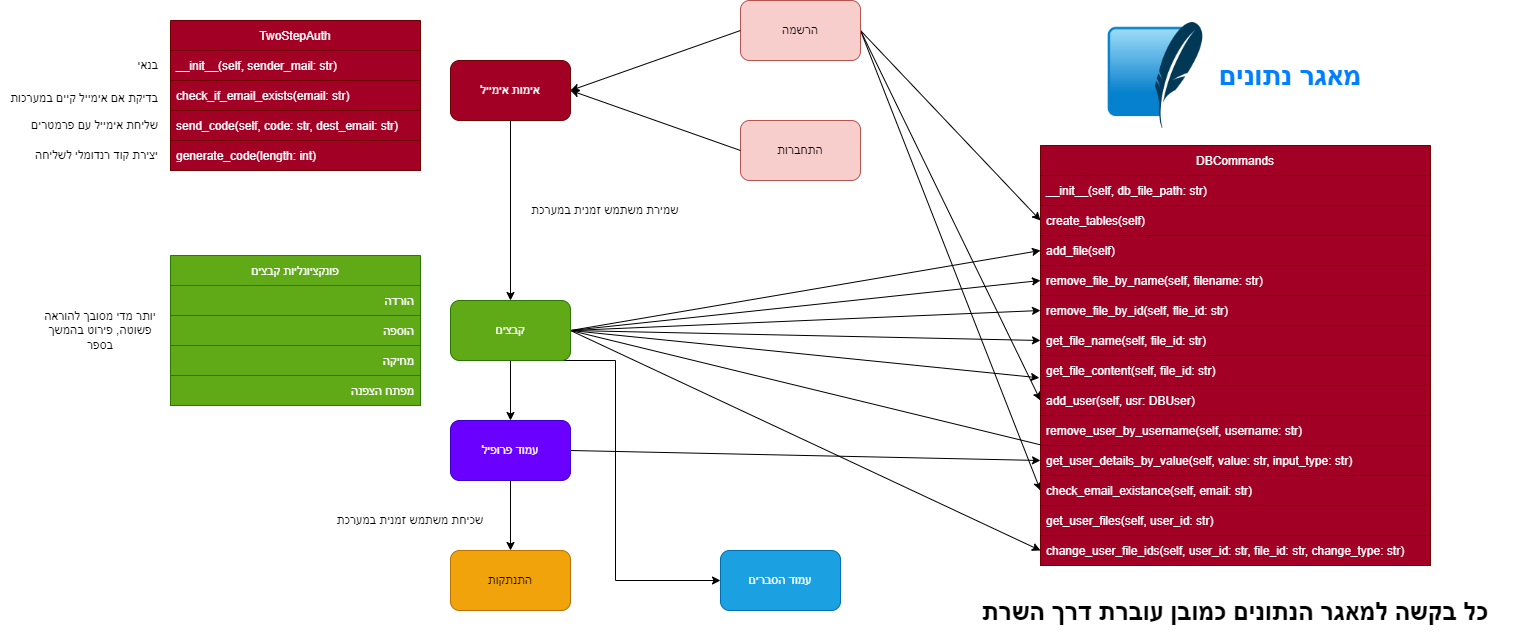 TwoStepAuth
__init__(self, sender_mail: str)
check_if_email_exists(email: str)
send_code(self, code: str, dest_email: str)
generate_code(length: int)
בנאי
בדיקת אם אימייל קיים במערכות
שליחת אימייל עם פרמטרים
יצירת קוד רנדומלי לשליחה
אימות אימייל
הרשמה
התחברות
מאגר נתונים
DBCommands
__init__(self, db_file_path: str)
create_tables(self)
add_file(self)
remove_file_by_name(self, filename: str)
remove_file_by_id(self, flie_id: str)
get_file_name(self, file_id: str)
get_file_content(self, file_id: str)
add_user(self, usr: DBUser)
remove_user_by_username(self, username: str)
get_user_details_by_value(self, value: str, input_type: str)
check_email_existance(self, email: str)
get_user_files(self, user_id: str)
change_user_file_ids(self, user_id: str, file_id: str, change_type: str)
שמירת משתמש זמנית במערכת
פונקציונליות קבצים
הורדה
הוספה
מחיקה
מפתח הצפנה
יותר מדי מסובך להוראה
פשוטה, פירוט בהמשך
בספר
קבצים
עמוד פרופיל
שכיחת משתמש זמנית במערכת
התנתקות
עמוד הסברים
כל בקשה למאגר הנתונים כמובן עוברת דרך השרת